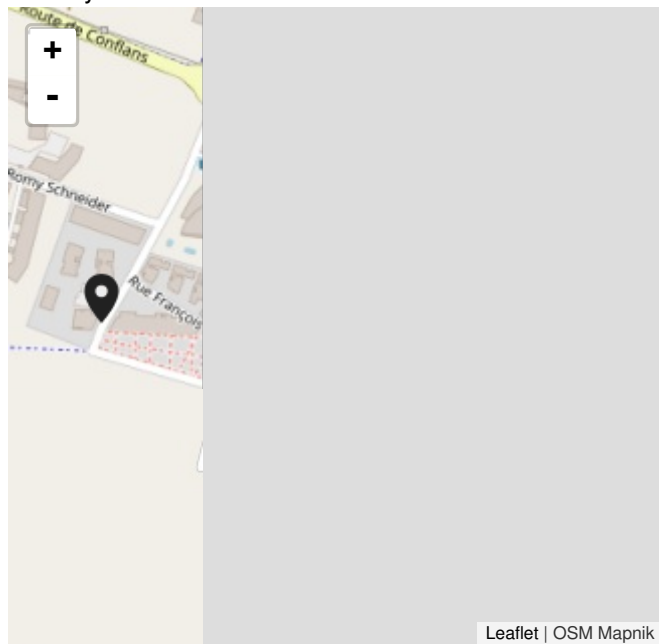 Route de Conflans
+
-
Romy Schneider
Rue François
Leaflet | OSM Mapnik